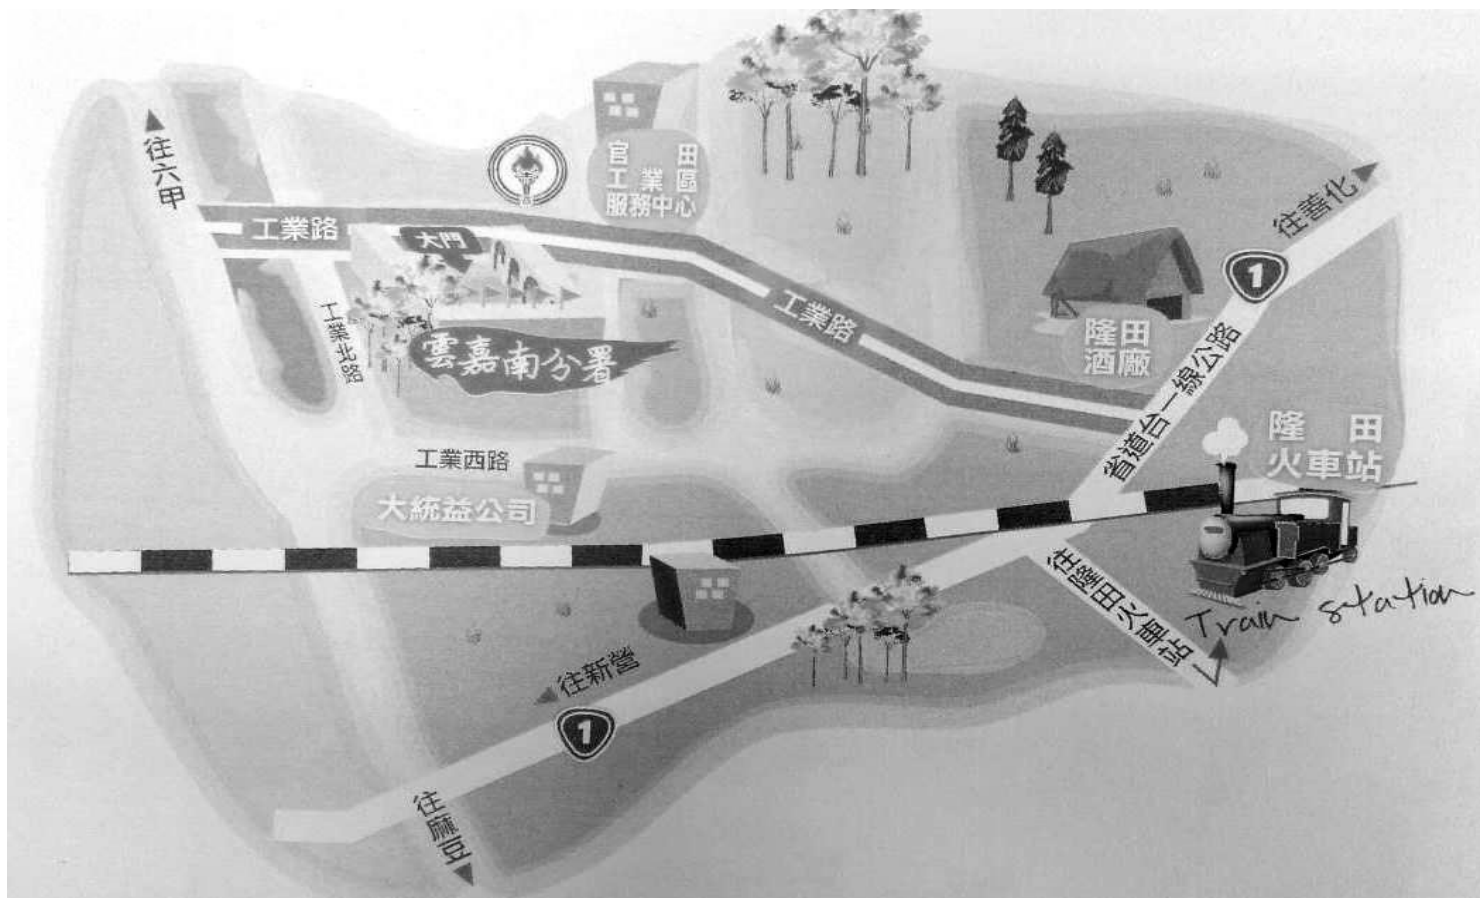 往六甲
官田
工業區
服務中心
往善化
工業路
大門
1
工業路
工業北路
隆田
酒廠
雲嘉南分署
省道台一線公路
隆田
火車站
工業西路
大統益公司
往隆田火車站
Train station
往新營
1
往麻豆